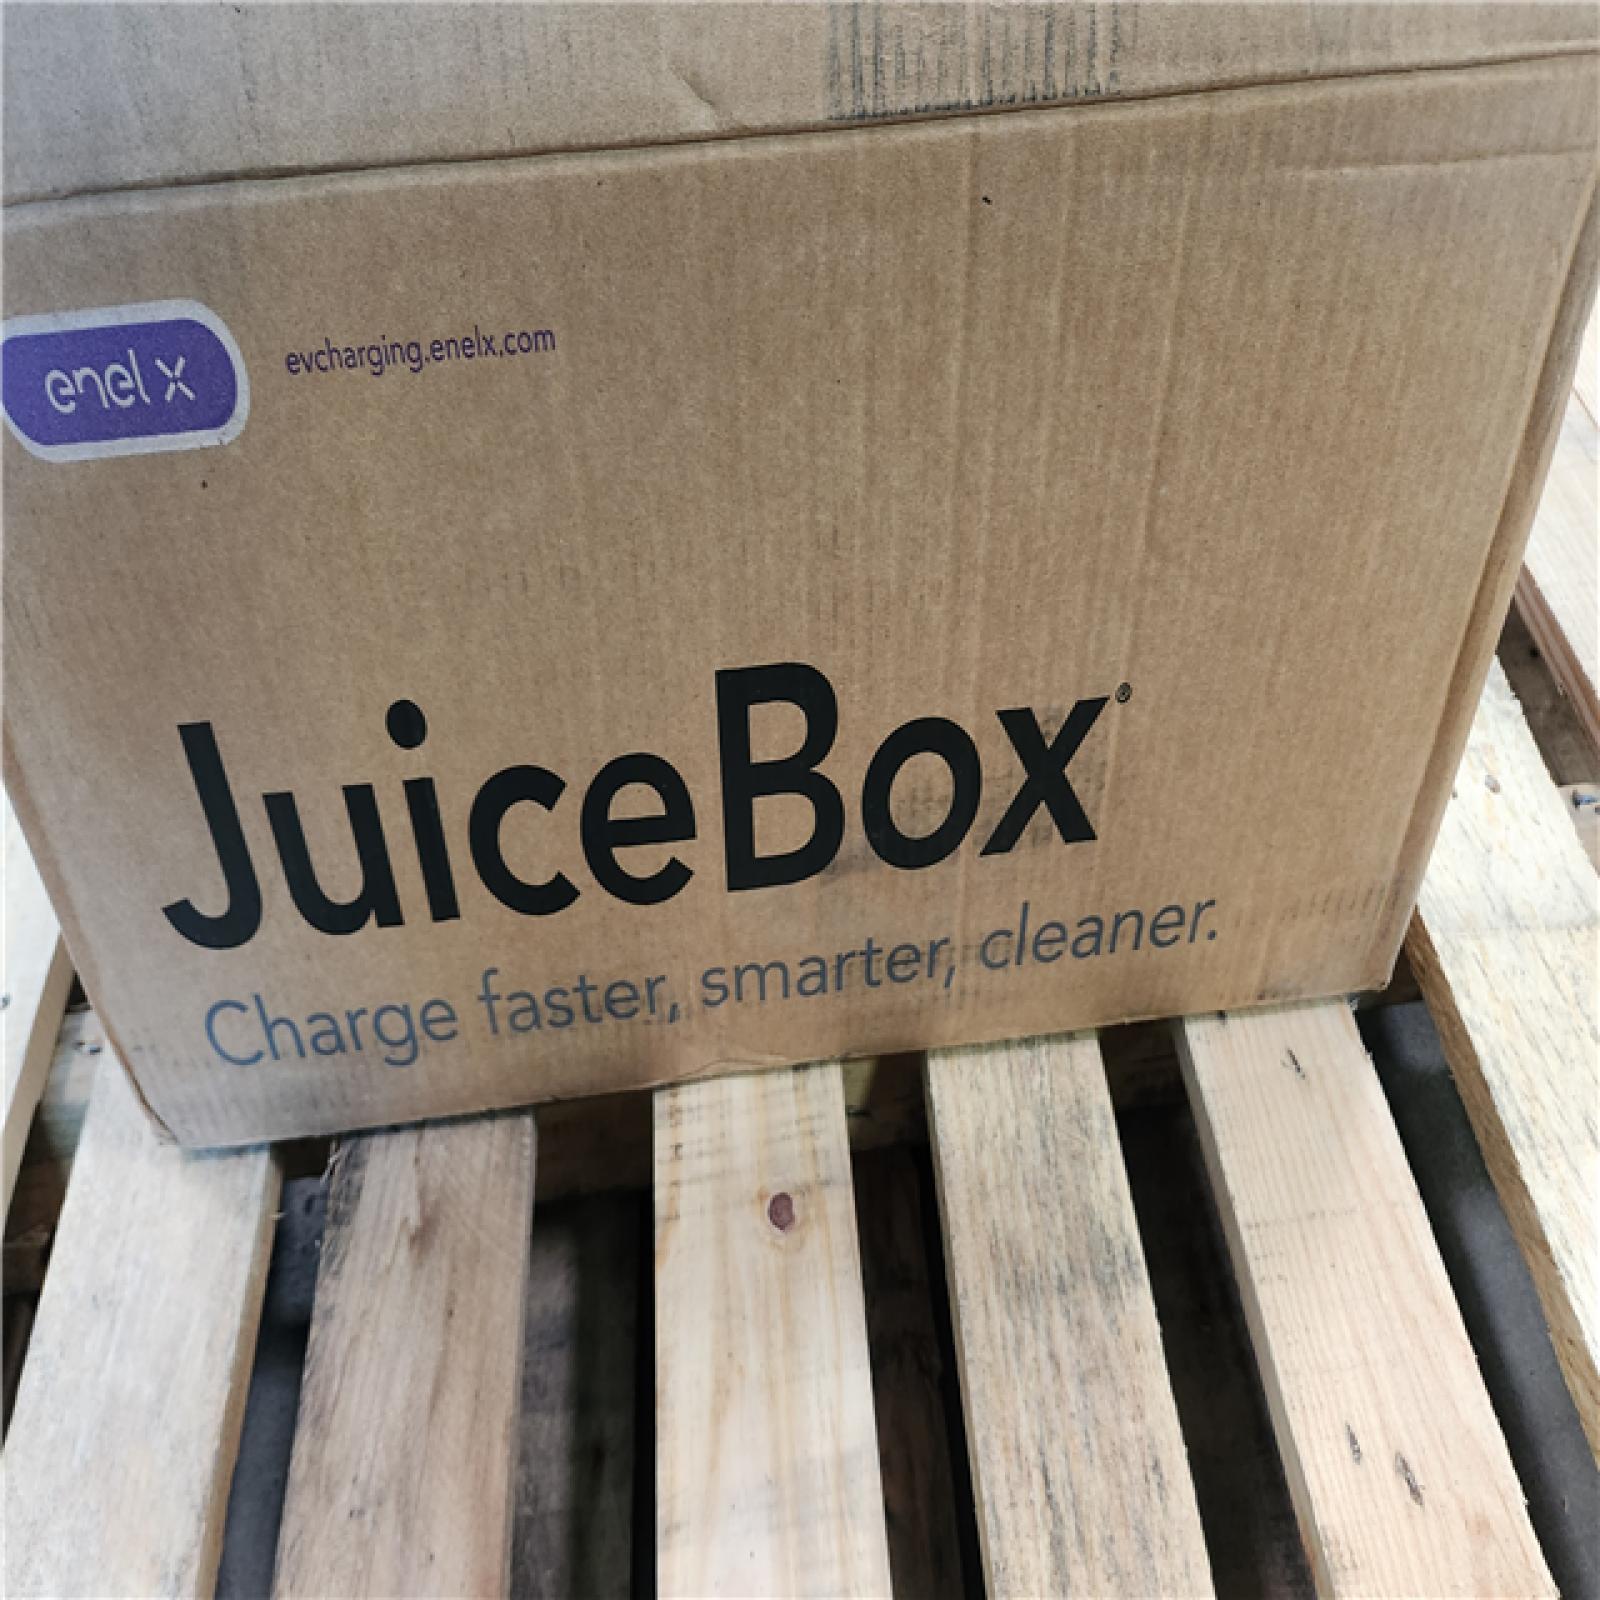 enel x
evcharging.enelx.com
JuiceBox®
Charge faster, smarter, cleaner.